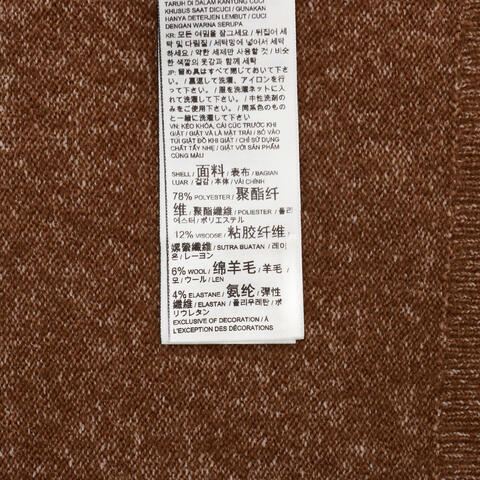 TARUH DI DALAM KANTUNG CUCI
KHUSUS SAAT DICUCI / GUNAKAN
HANYA DETERJEN LEMBUT / CUCI
DENGAN WARNA SERUPA
KR: 모든 여밈을 잠그세요 / 뒤집어 세
탁 및 다림질 / 세탁망에 넣어서 세탁
하세요 / 약한 세제만 사용할 것 / 비슷
한 색깔의 옷감과 함께 세탁
JP: 留め具はすべて閉じておいて下さ
い。/ 裏返して洗濯、アイロンを行
って下さい。/ 服を洗濯ネットに入
れて洗濯して下さい。/ 中性洗剤の
みをご使用下さい。/ 同系色のもの
と一緒に洗濯して下さい
VN: KÉO KHÓA, CÀI CÚC TRƯỚC KHI
GIẶT / GIẶT VÀ LÀ MẶT TRÁI / BỎ VÀO
TÚI GIẶT ĐỒ KHI GIẶT / CHỈ SỬ DỤNG
CHẤT TẨY NHẸ / GIẶT VỚI SẢN PHẨM
CÙNG MÀU
SHELL / 面料 / 表布 / BAGIAN
LUAR / 겉감 / 本体 / VẢI CHÍNH
78% POLYESTER / 聚酯纤
维 / 聚酯纖維 / POLIESTER / 폴리
에스터 / ポリエステル
12% VISCOSE / 粘胶纤维 /
嫘縈纖維 / SUTRA BUATAN / 레이
온 / レーヨン
6% WOOL / 绵羊毛 / 羊毛 /
모 / ウール / LEN
4% ELASTANE / 氨纶 / 彈性
纖維 / ELASTAN / 폴리우레탄 / ポ
リウレタン
EXCLUSIVE OF DECORATION / À
L'EXCEPTION DES DÉCORATIONS